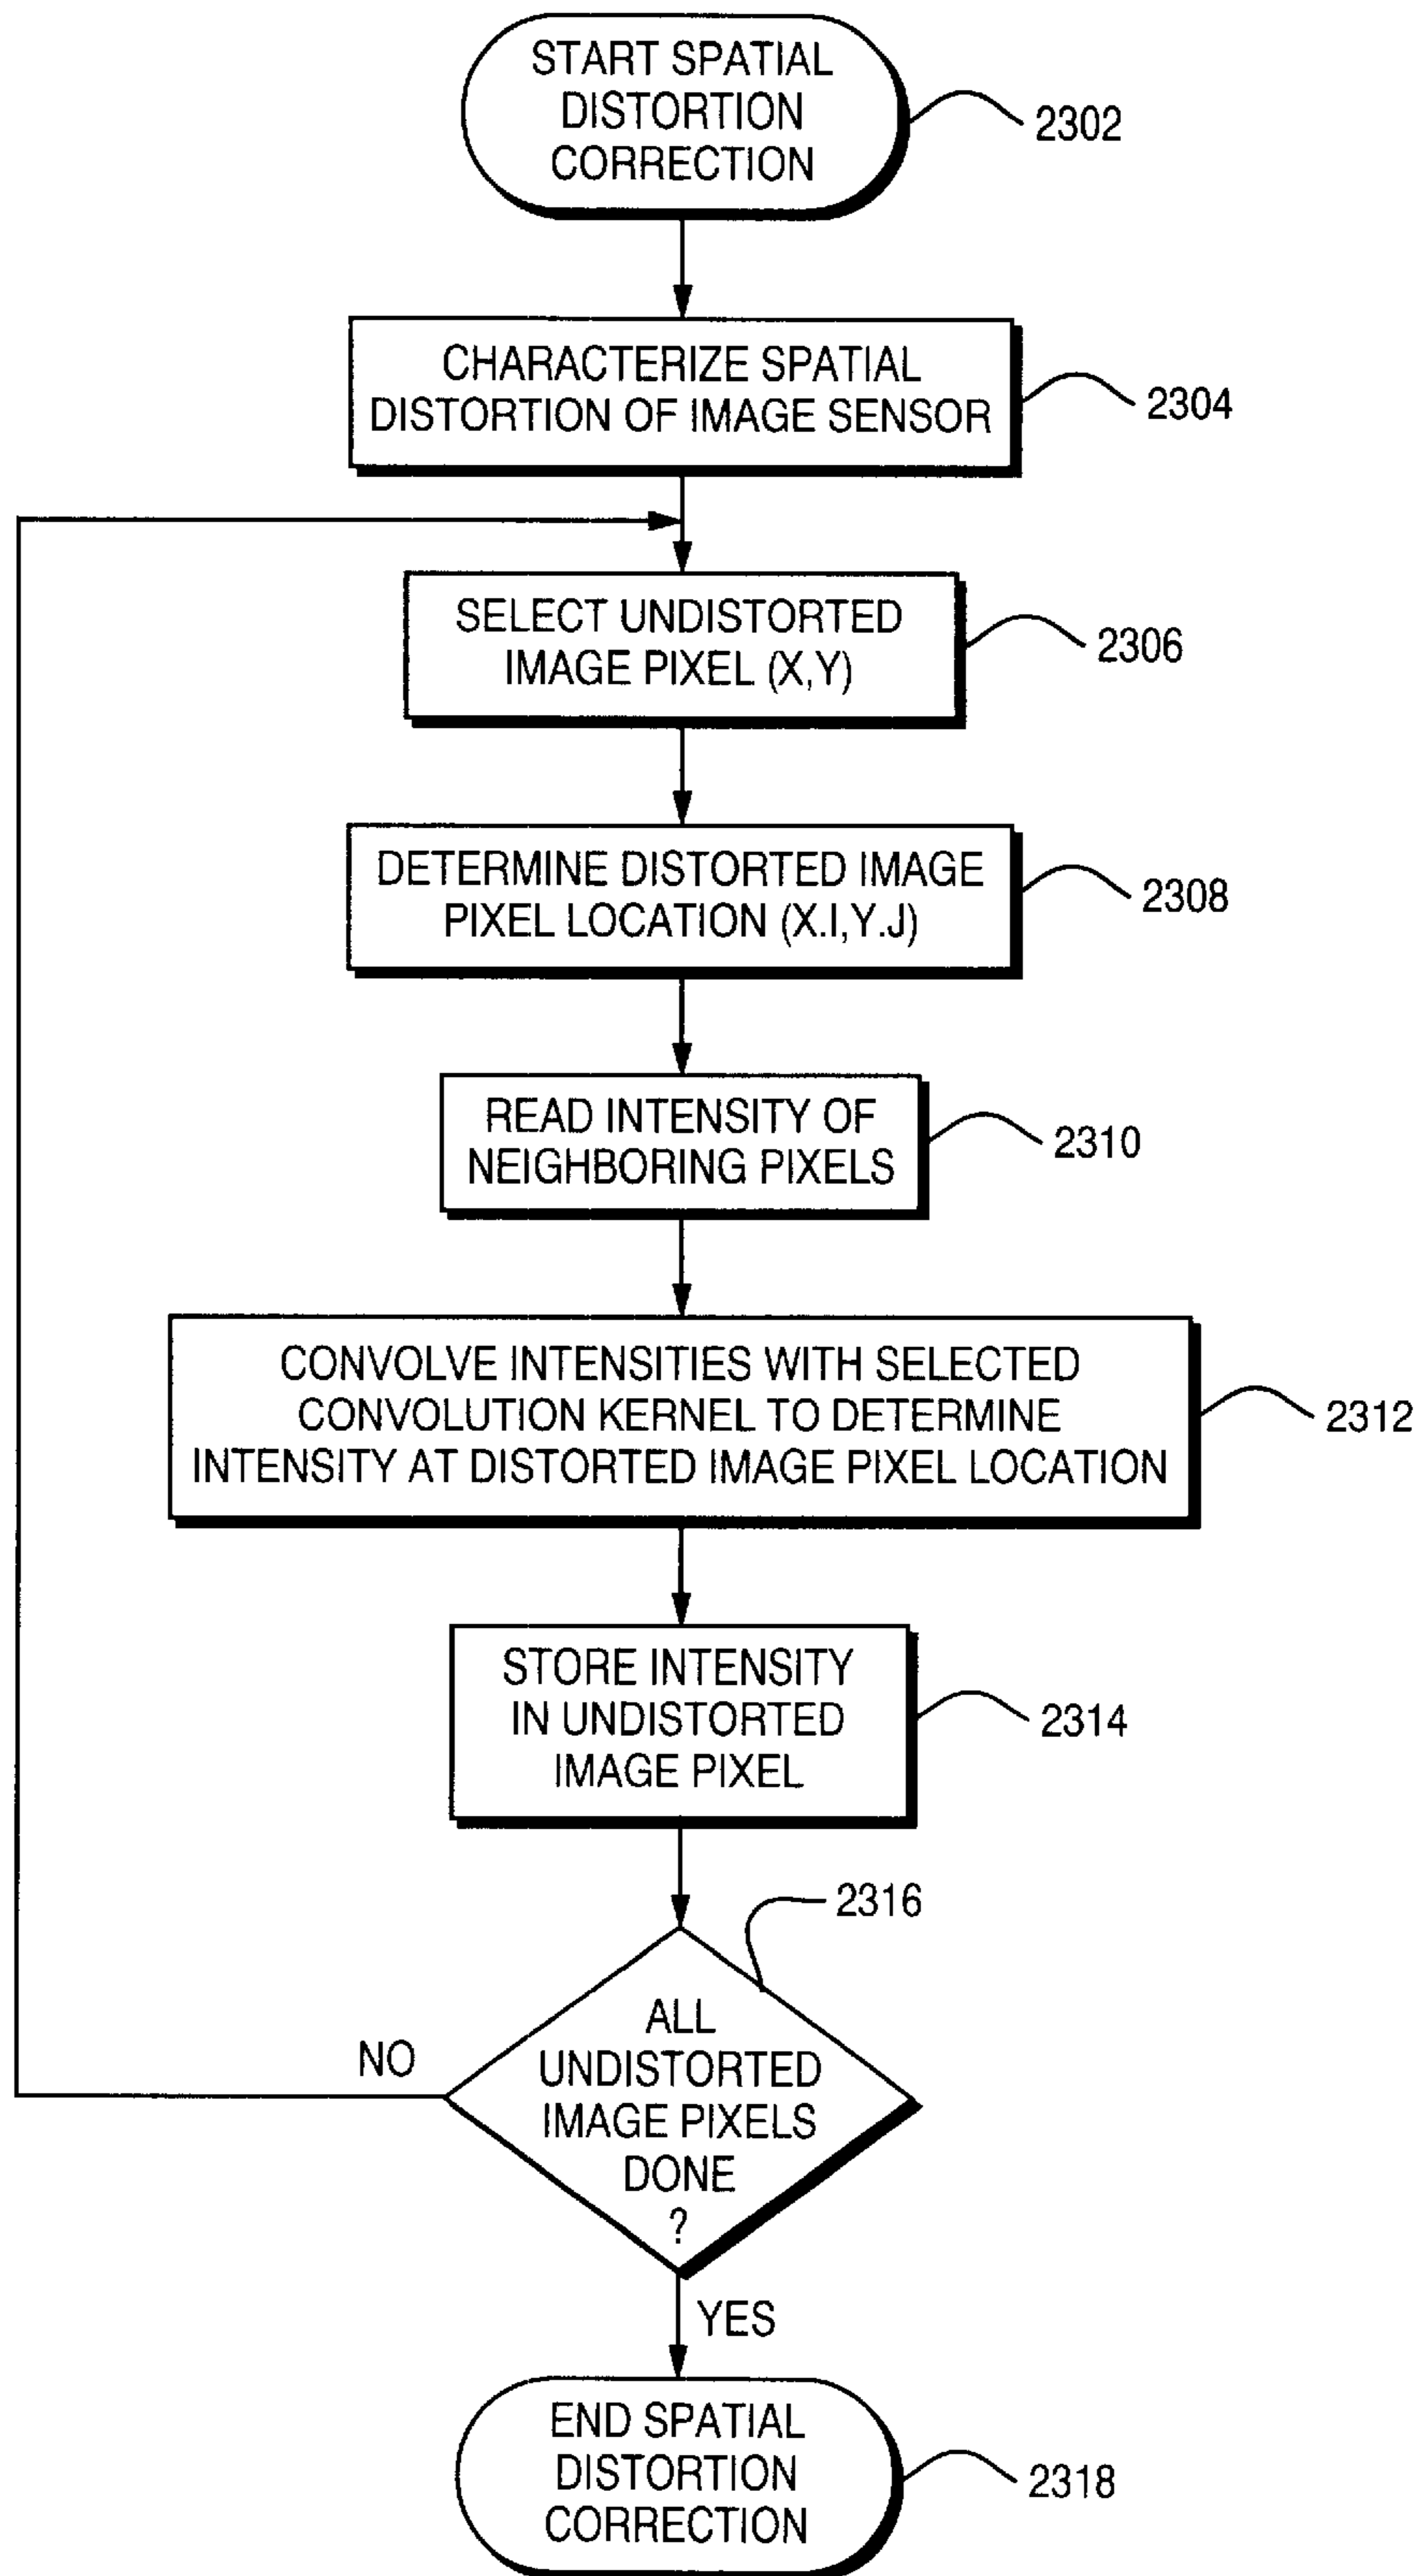 START SPATIAL
DISTORTION
CORRECTION
2302
CHARACTERIZE SPATIAL
DISTORTION OF IMAGE SENSOR
2304
SELECT UNDISTORTED
IMAGE PIXEL (X,Y)
2306
DETERMINE DISTORTED IMAGE
PIXEL LOCATION (X.I,Y.J)
2308
READ INTENSITY OF
NEIGHBORING PIXELS
2310
CONVOLVE INTENSITIES WITH SELECTED
CONVOLUTION KERNEL TO DETERMINE
INTENSITY AT DISTORTED IMAGE PIXEL LOCATION
2312
STORE INTENSITY
IN UNDISTORTED
IMAGE PIXEL
2314
2316
ALL
UNDISTORTED
IMAGE PIXELS
DONE
?
NO
YES
END SPATIAL
DISTORTION
CORRECTION
2318